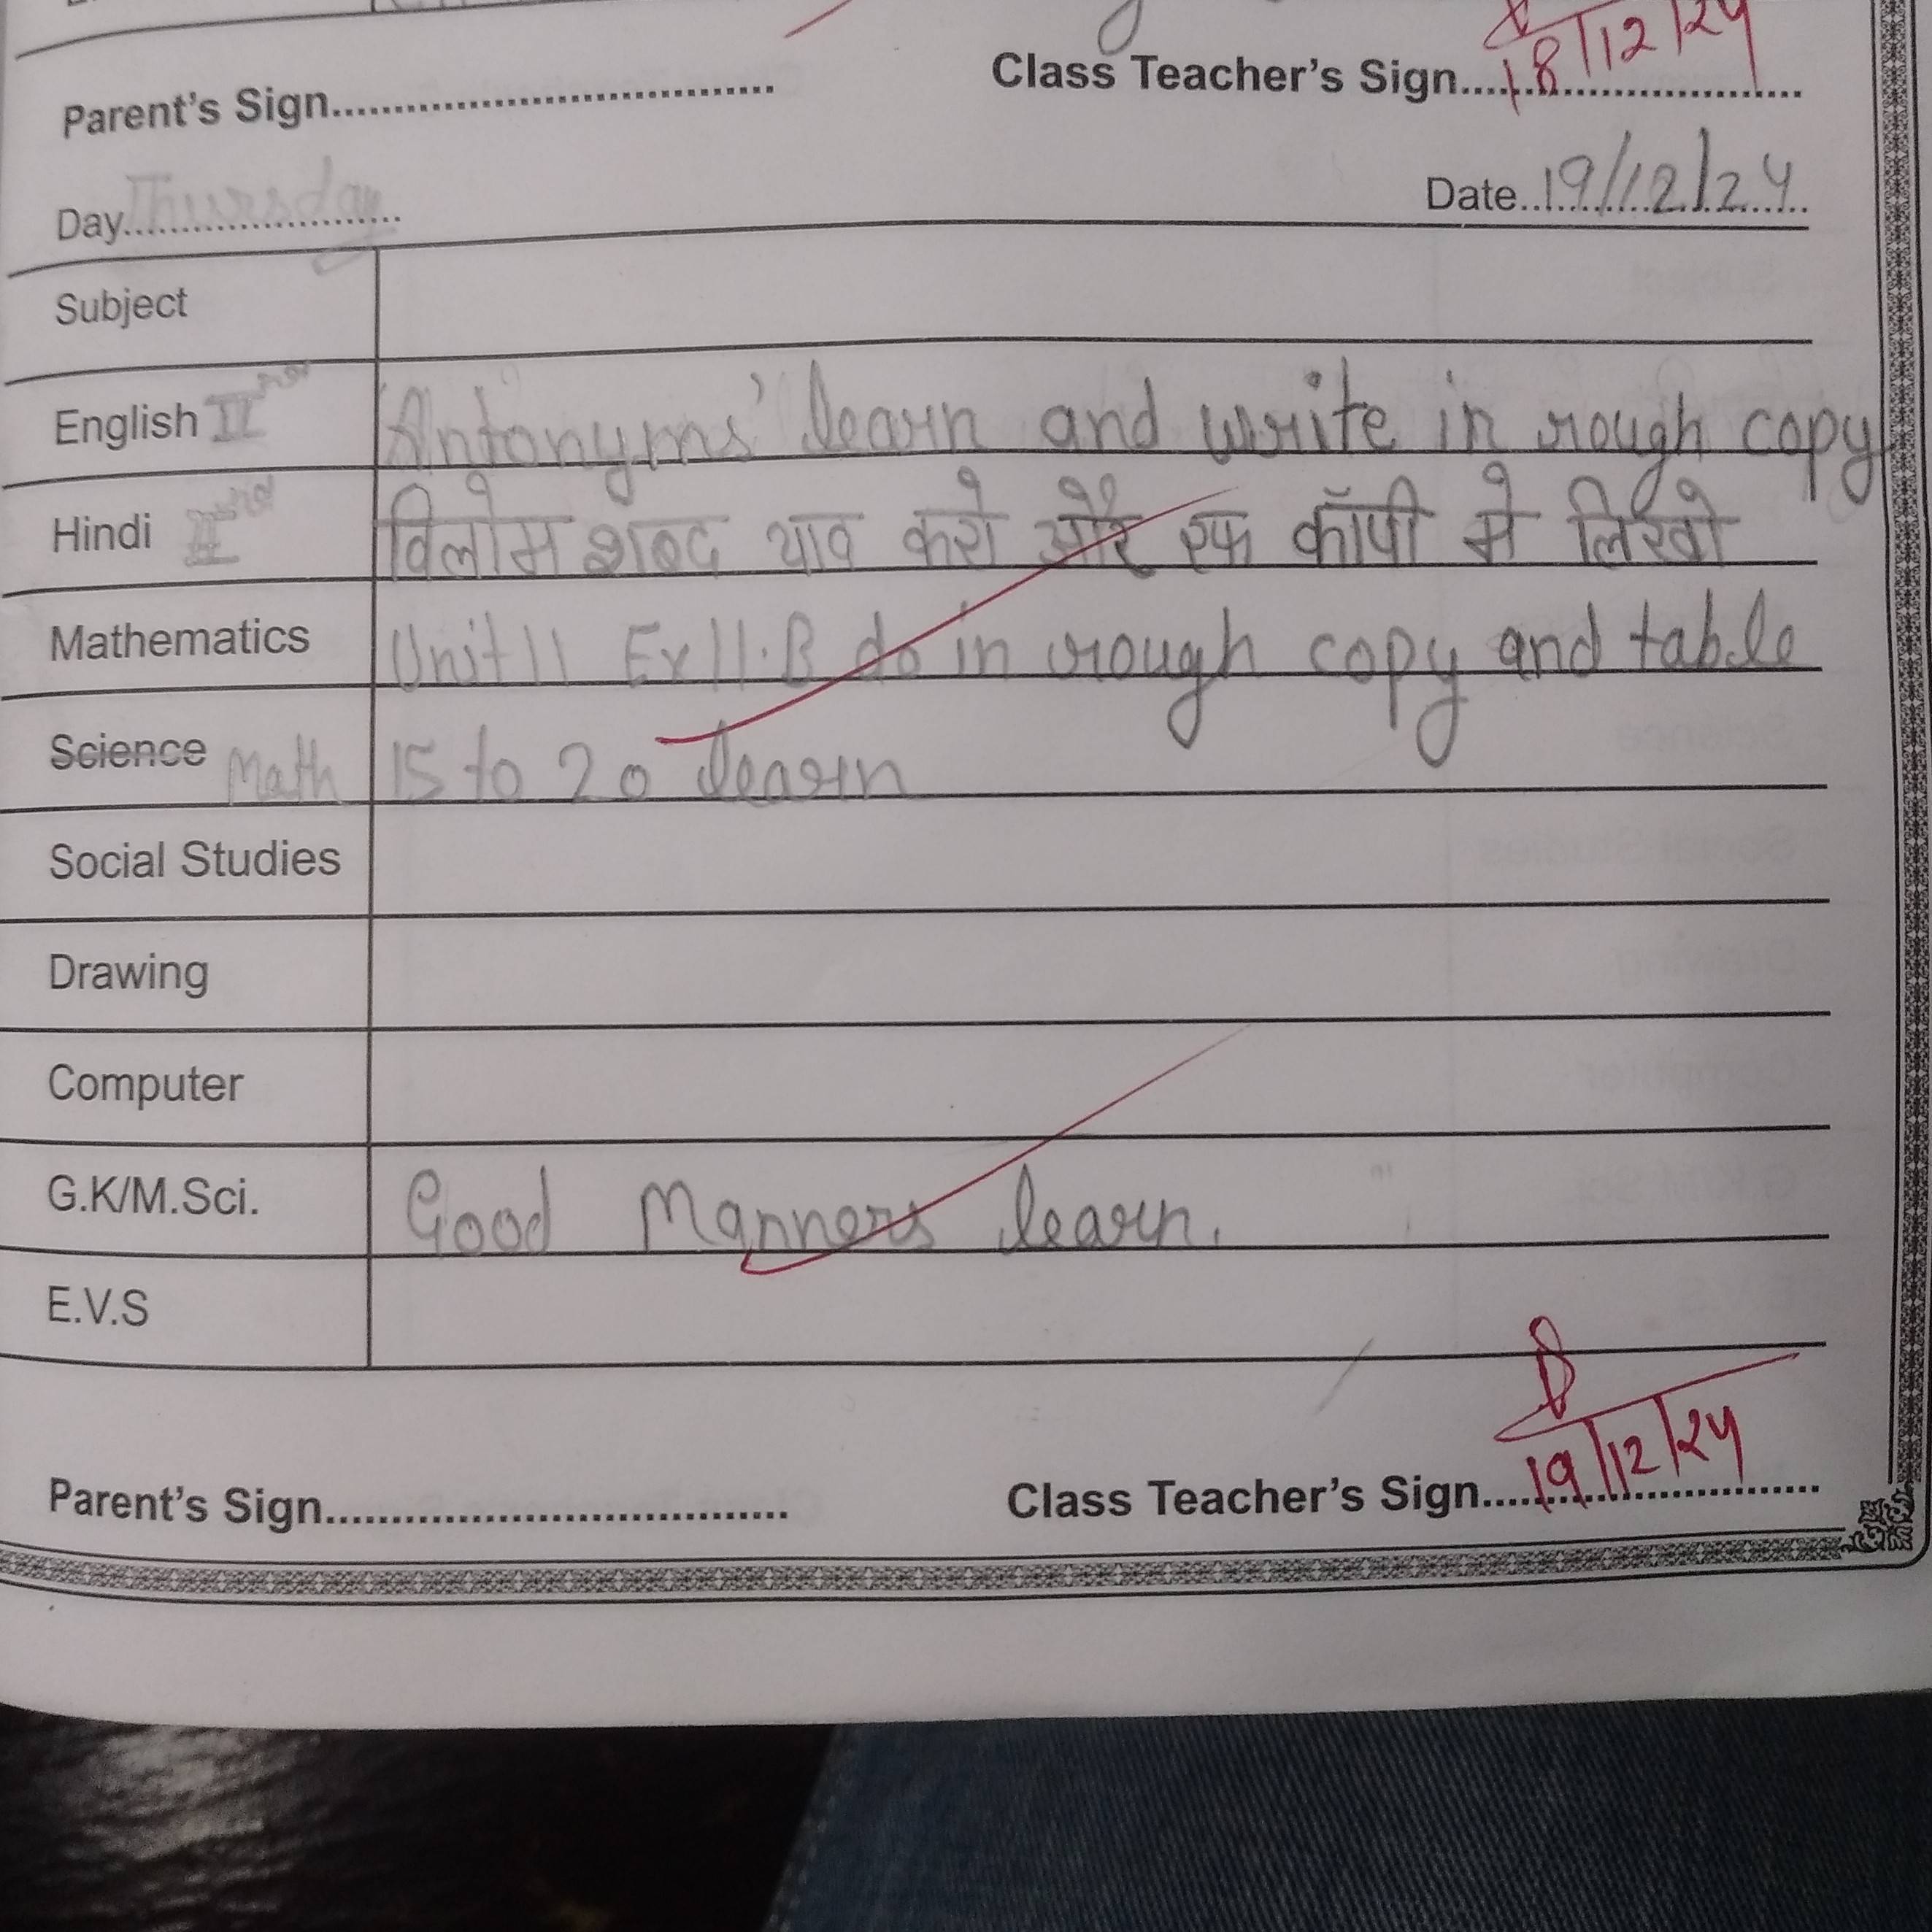 18/12/24
Parent's Sign.................................... Class Teacher's Sign.............................
Day Thursday Date 19/12/24
Subject
English II Antonyms' learn and write in rough copy
Hindi II विलोम शब्द याद करो और रफ कॉपी मे लिखो
Mathematics Unit 11 Ex 11.B do in rough copy and table
Science Math 15 to 20 learn
Social Studies
Drawing
Computer
G.K/M.Sci. Good Manners learn.
E.V.S
19/12/24
Parent's Sign.................................... Class Teacher's Sign.............................